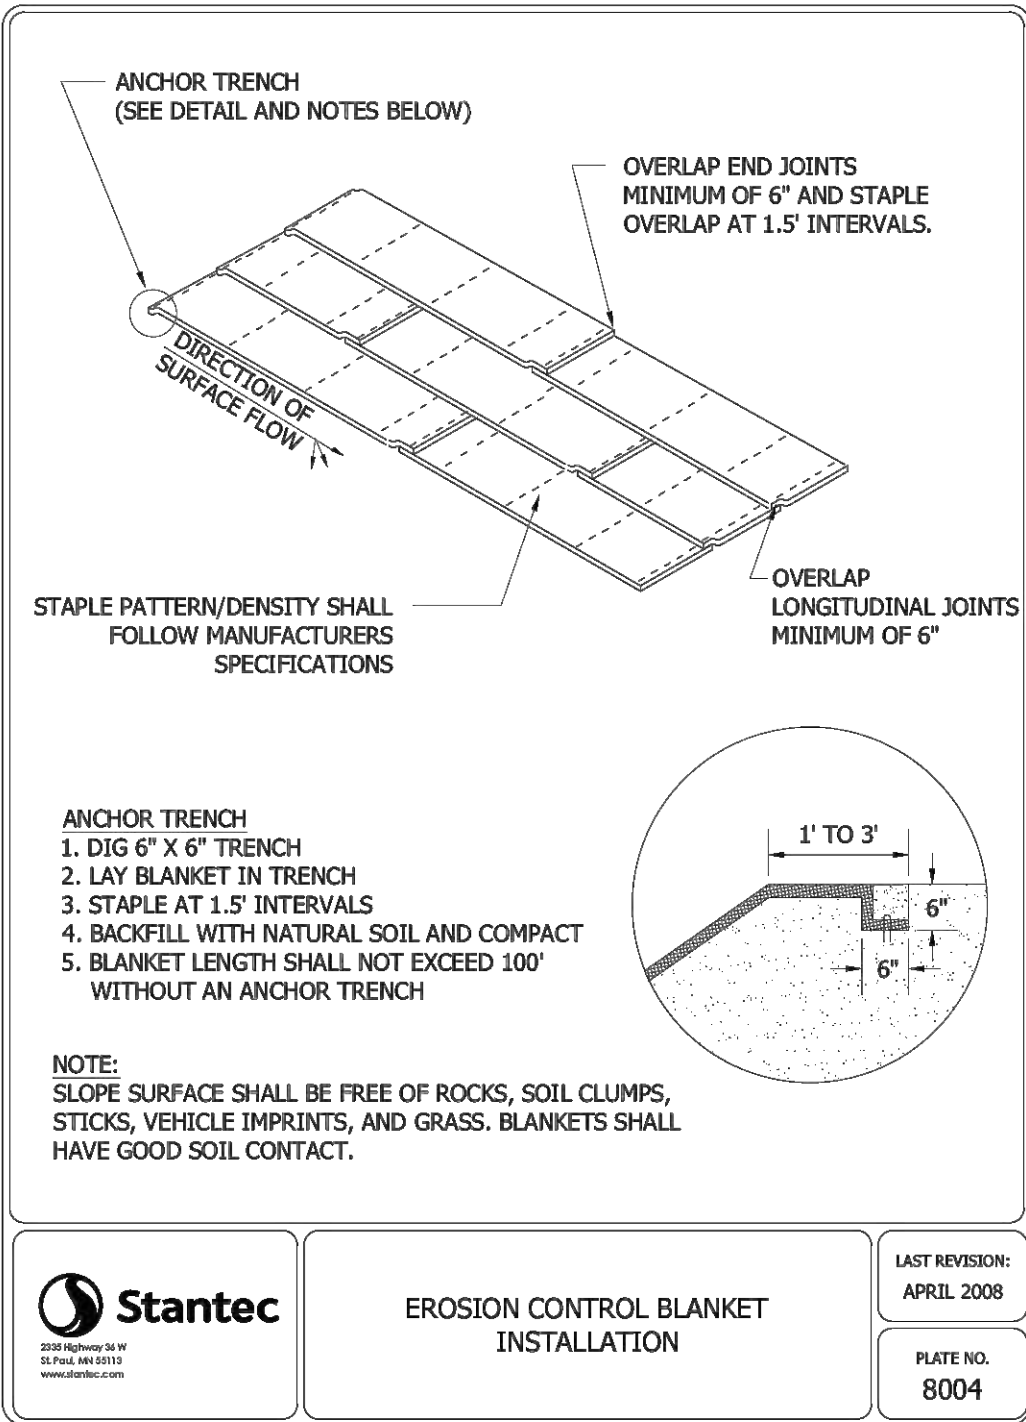 ANCHOR TRENCH
(SEE DETAIL AND NOTES BELOW)
OVERLAP END JOINTS
MINIMUM OF 6" AND STAPLE
OVERLAP AT 1.5' INTERVALS.
DIRECTION OF
SURFACE FLOW
STAPLE PATTERN/DENSITY SHALL
FOLLOW MANUFACTURERS
SPECIFICATIONS
OVERLAP
LONGITUDINAL JOINTS
MINIMUM OF 6"
ANCHOR TRENCH
1. DIG 6" X 6" TRENCH
2. LAY BLANKET IN TRENCH
3. STAPLE AT 1.5' INTERVALS
4. BACKFILL WITH NATURAL SOIL AND COMPACT
5. BLANKET LENGTH SHALL NOT EXCEED 100'
WITHOUT AN ANCHOR TRENCH
1' TO 3'
6"
6"
NOTE:
SLOPE SURFACE SHALL BE FREE OF ROCKS, SOIL CLUMPS,
STICKS, VEHICLE IMPRINTS, AND GRASS. BLANKETS SHALL
HAVE GOOD SOIL CONTACT.
Stantec
2335 Highway 36 W
St. Paul, MN 55113
www.stantec.com
EROSION CONTROL BLANKET
INSTALLATION
LAST REVISION:
APRIL 2008
PLATE NO.
8004